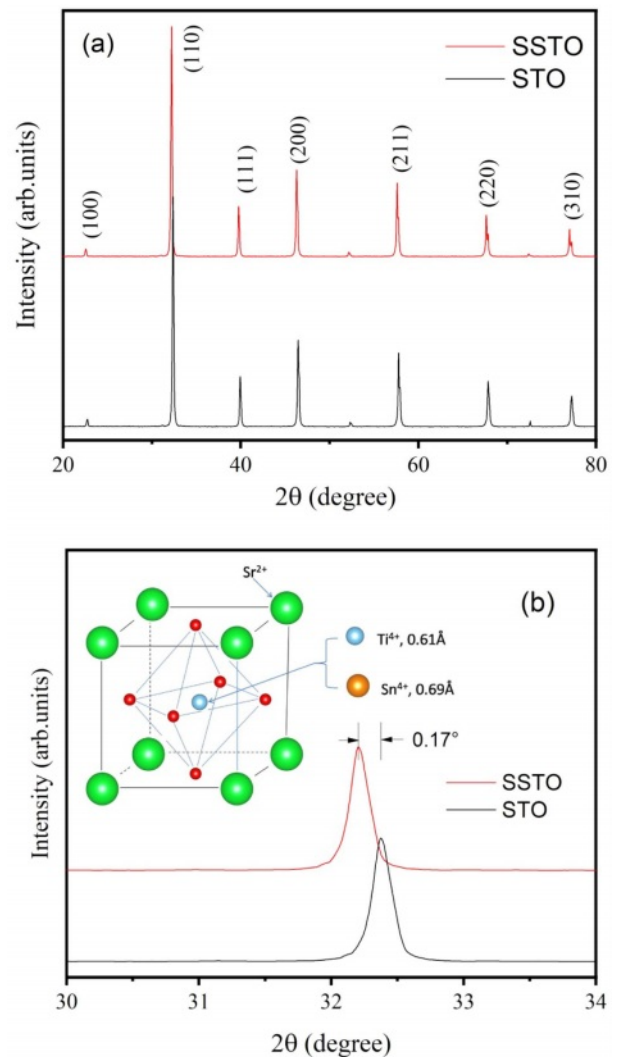 (a)
SSTO
STO
(100)
(110)
(111)
(200)
(211)
(220)
(310)
Intensity (arb.units)
20
40
60
80
2θ (degree)
(b)
Sr²⁺
Ti⁴⁺, 0.61Å
Sn⁴⁺, 0.69Å
0.17°
SSTO
STO
Intensity (arb.units)
30
31
32
33
34
2θ (degree)